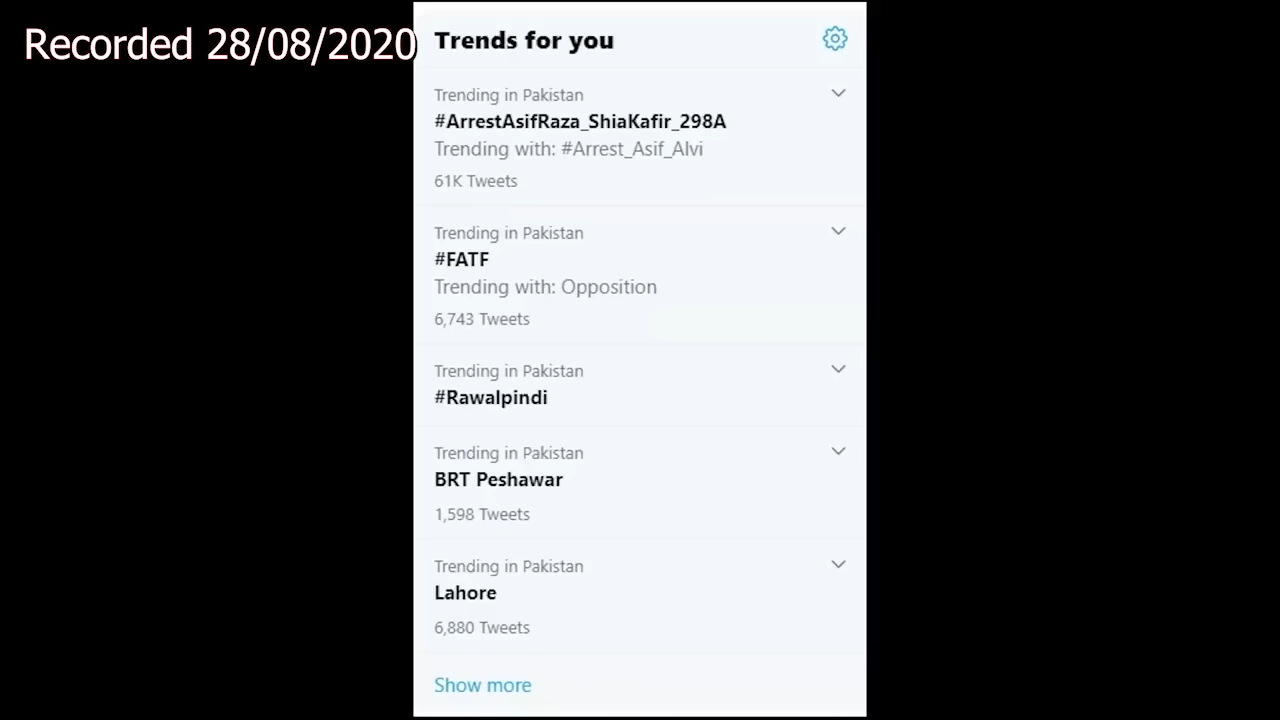 Recorded 28/08/2020
Trends for you
Trending in Pakistan
#ArrestAsifRaza_ShiaKafir_298A
Trending with: #Arrest_Asif_Alvi
61K Tweets
Trending in Pakistan
#FATF
Trending with: Opposition
6,743 Tweets
Trending in Pakistan
#Rawalpindi
Trending in Pakistan
BRT Peshawar
1,598 Tweets
Trending in Pakistan
Lahore
6,880 Tweets
Show more